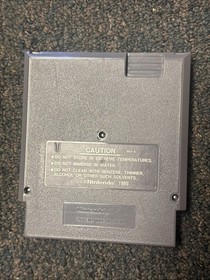 CAUTION
•DO NOT STORE IN EXTREME TEMPERATURES.
•DO NOT IMMERSE IN WATER.
•DO NOT CLEAN WITH BENZENE, THINNER,
ALCOHOL OR OTHER SUCH SOLVENTS.
©Nintendo 1985